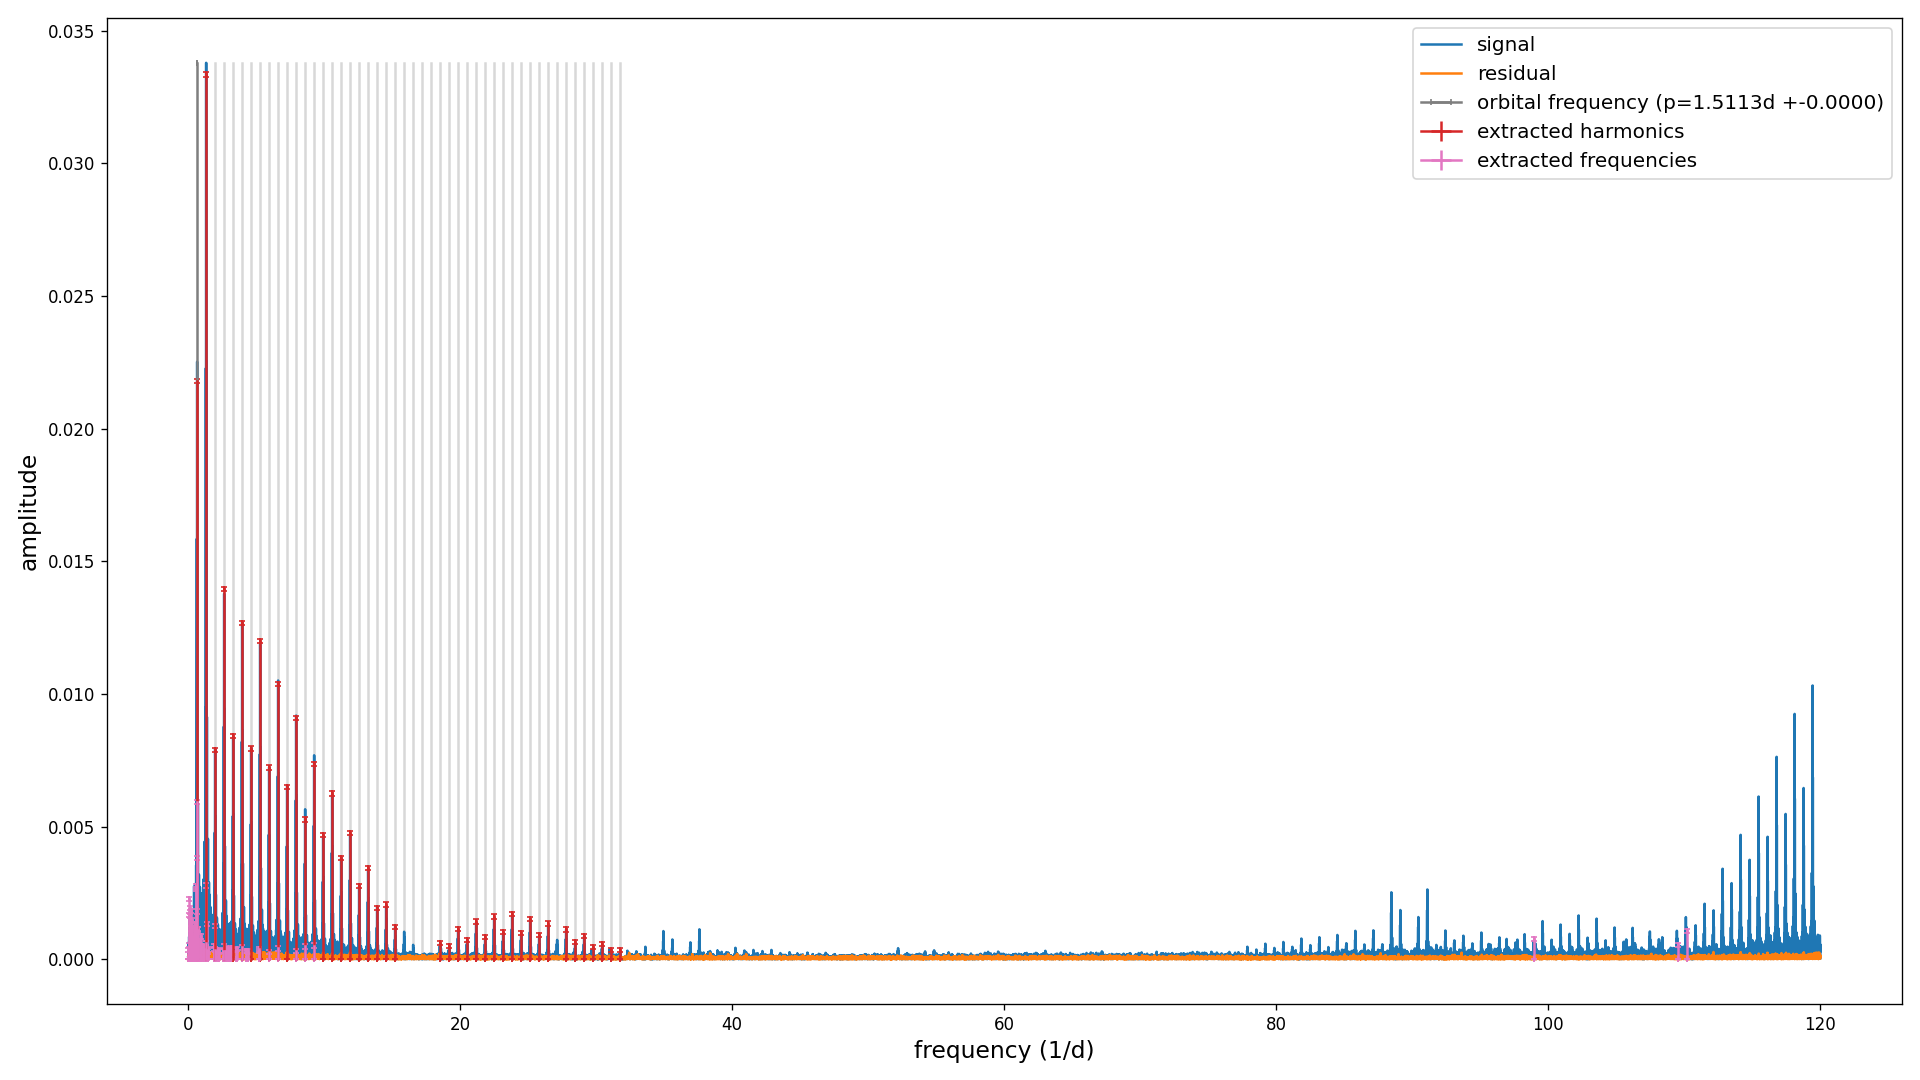 0.035
0.030
0.025
0.020
0.015
0.010
0.005
0.000
amplitude
0
20
40
60
80
100
120
frequency (1/d)
signal
residual
orbital frequency (p=1.5113d +-0.0000)
extracted harmonics
extracted frequencies